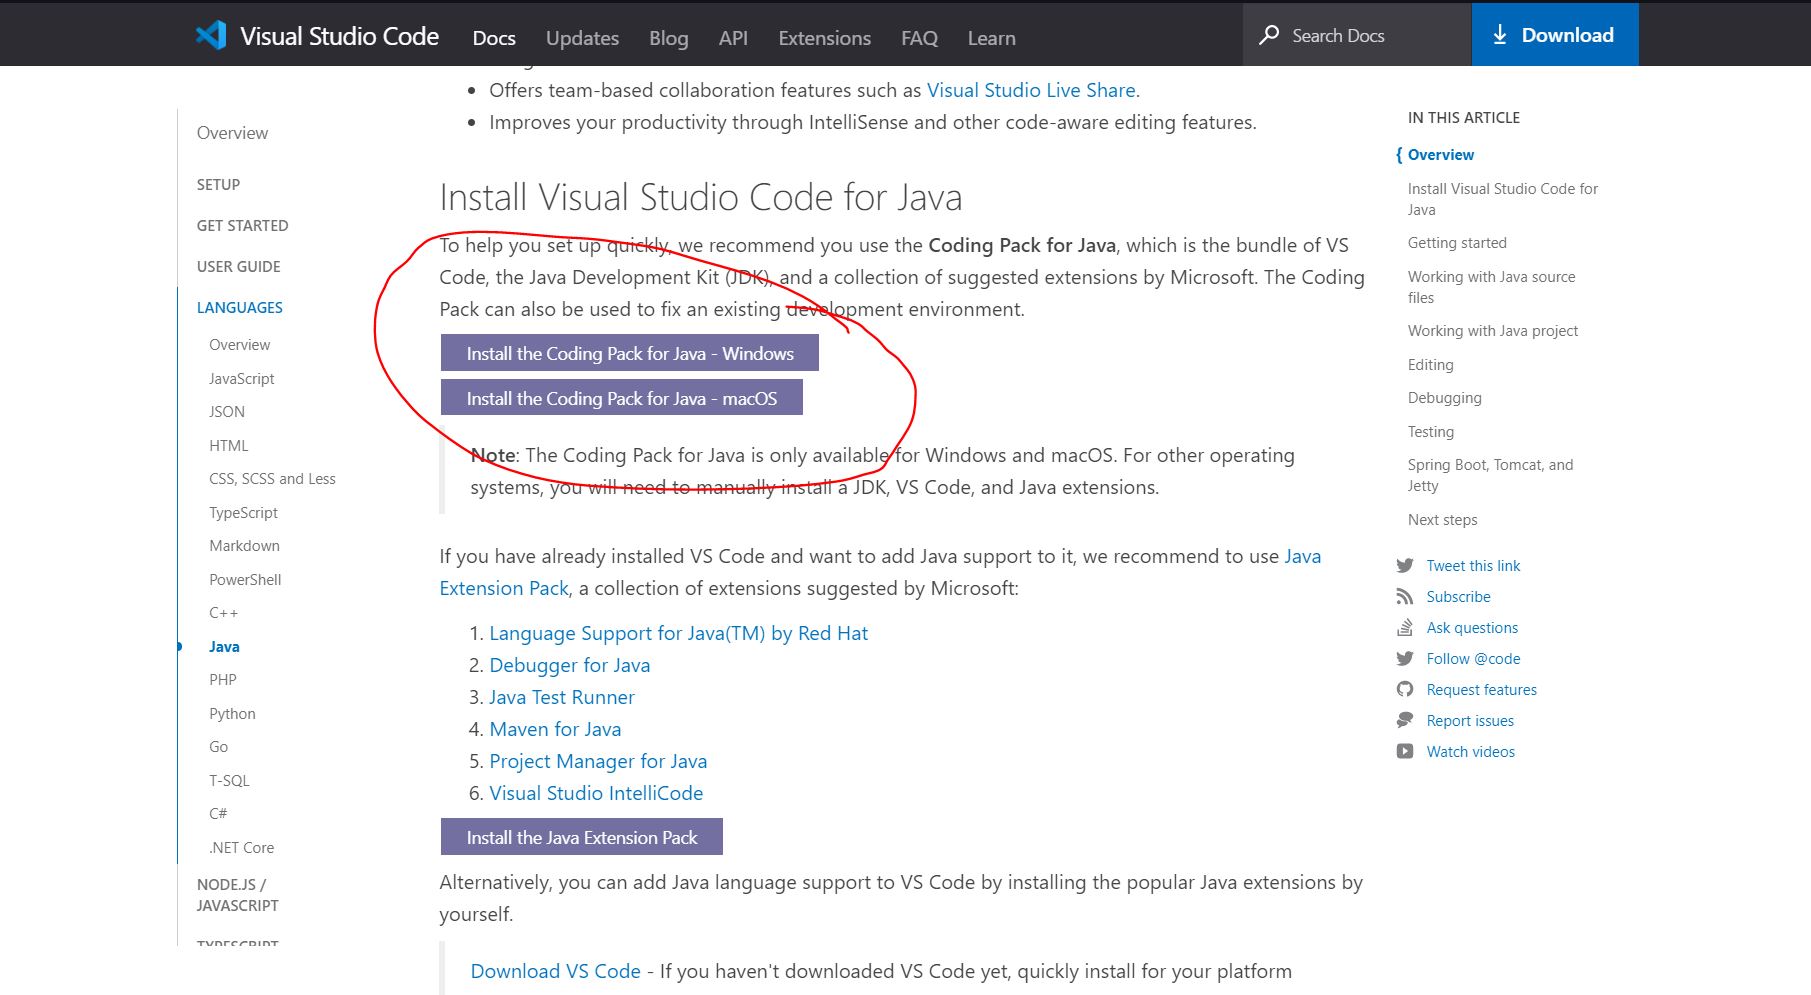 Visual Studio Code Docs Updates Blog API Extensions FAQ Learn Search Docs Download
Overview
SETUP
GET STARTED
USER GUIDE
LANGUAGES
Overview
JavaScript
JSON
HTML
CSS, SCSS and Less
TypeScript
Markdown
PowerShell
C++
Java
PHP
Python
Go
T-SQL
C#
.NET Core
NODE.JS /
JAVASCRIPT
TYPESCRIPT
• Offers team-based collaboration features such as Visual Studio Live Share.
• Improves your productivity through IntelliSense and other code-aware editing features.
Install Visual Studio Code for Java
To help you set up quickly, we recommend you use the Coding Pack for Java, which is the bundle of VS
Code, the Java Development Kit (JDK), and a collection of suggested extensions by Microsoft. The Coding
Pack can also be used to fix an existing development environment.
Install the Coding Pack for Java - Windows
Install the Coding Pack for Java - macOS
Note: The Coding Pack for Java is only available for Windows and macOS. For other operating
systems, you will need to manually install a JDK, VS Code, and Java extensions.
If you have already installed VS Code and want to add Java support to it, we recommend to use Java
Extension Pack, a collection of extensions suggested by Microsoft:
1. Language Support for Java(TM) by Red Hat
2. Debugger for Java
3. Java Test Runner
4. Maven for Java
5. Project Manager for Java
6. Visual Studio IntelliCode
Install the Java Extension Pack
Alternatively, you can add Java language support to VS Code by installing the popular Java extensions by
yourself.
Download VS Code - If you haven't downloaded VS Code yet, quickly install for your platform
IN THIS ARTICLE
{ Overview
Install Visual Studio Code for
Java
Getting started
Working with Java source
files
Working with Java project
Editing
Debugging
Testing
Spring Boot, Tomcat, and
Jetty
Next steps
Tweet this link
Subscribe
Ask questions
Follow @code
Request features
Report issues
Watch videos